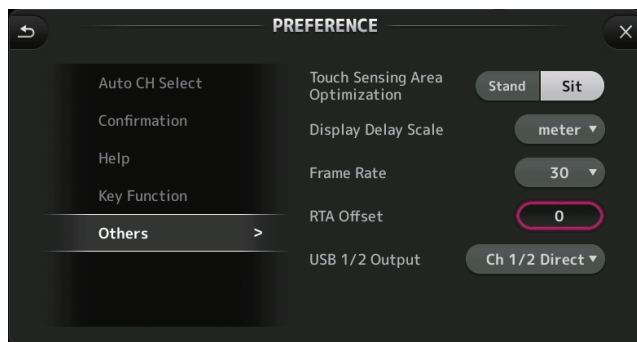 PREFERENCE
Auto CH Select
Confirmation
Help
Key Function
Others >
Touch Sensing Area
Optimization
Stand Sit
Display Delay Scale
meter
Frame Rate
30
RTA Offset
0
USB 1/2 Output
Ch 1/2 Direct